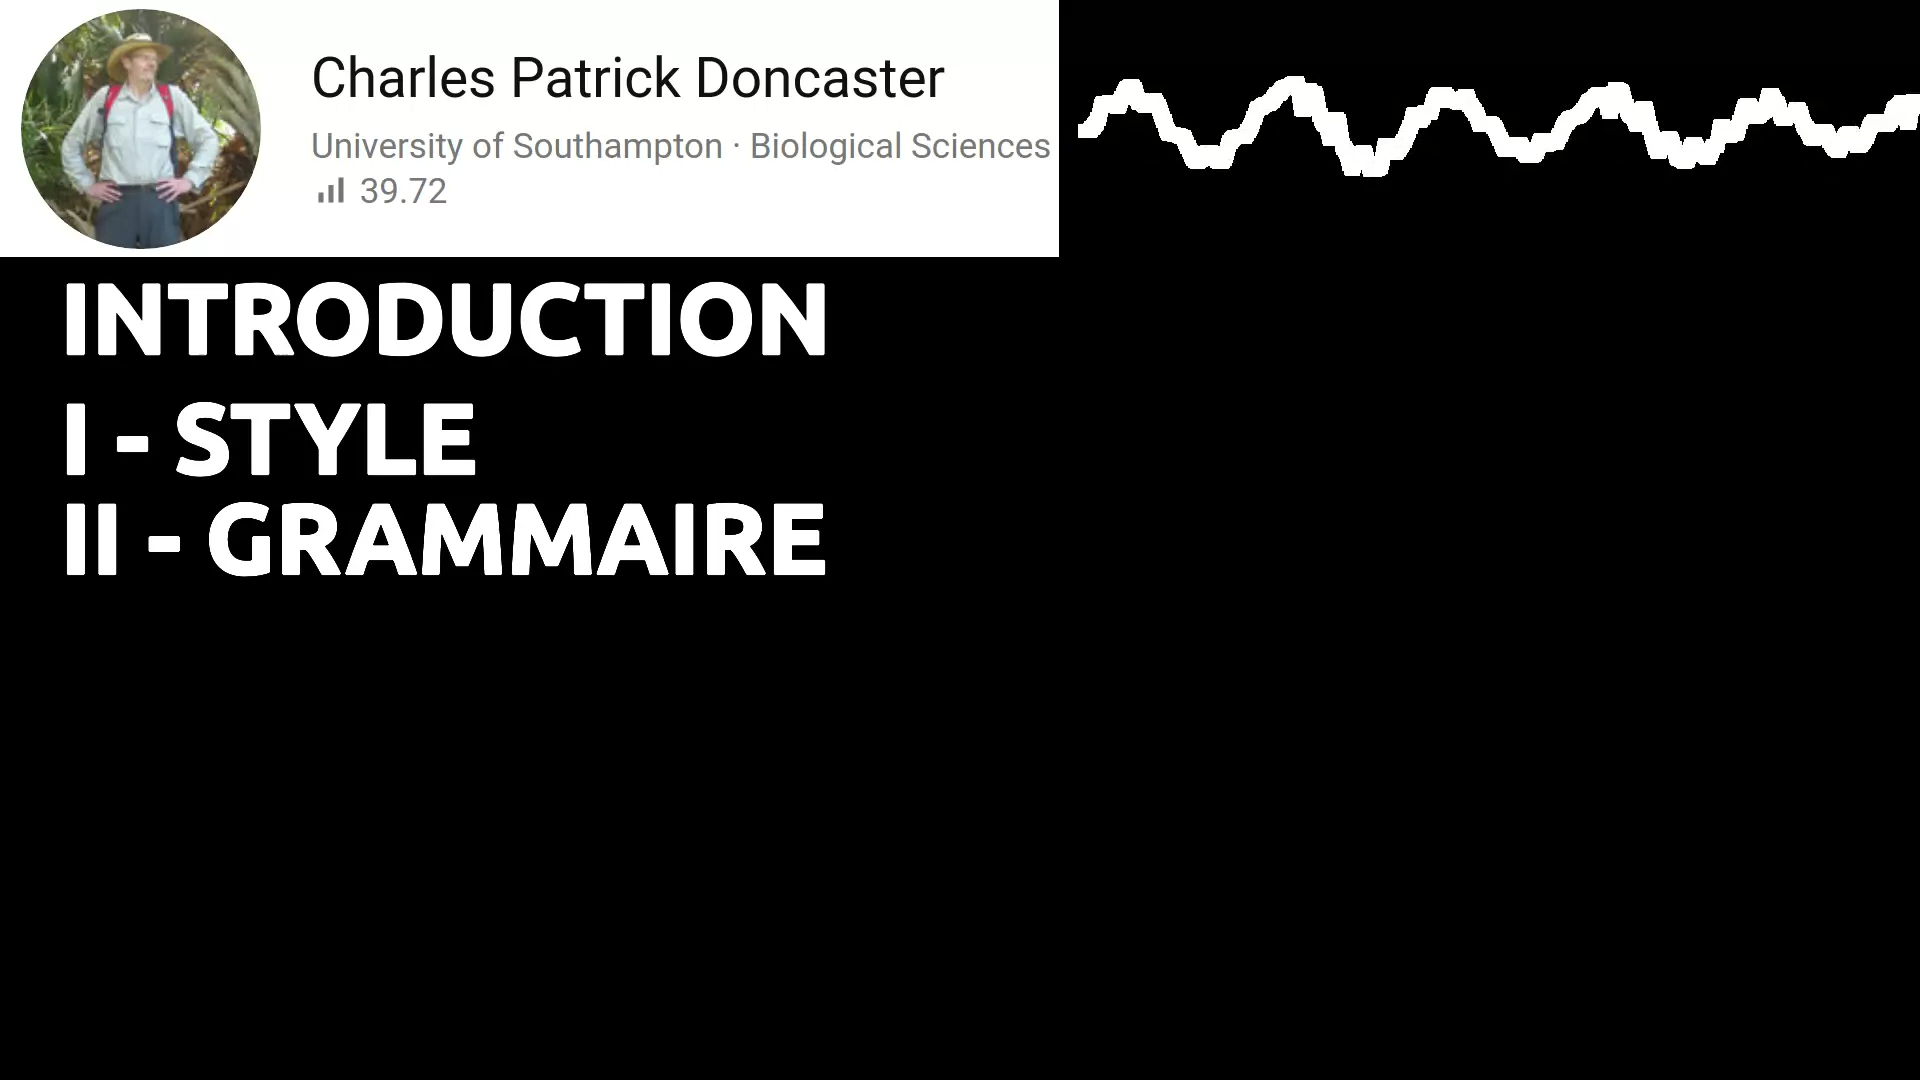 Charles Patrick Doncaster
University of Southampton · Biological Sciences
39.72
INTRODUCTION
I - STYLE
II - GRAMMAIRE